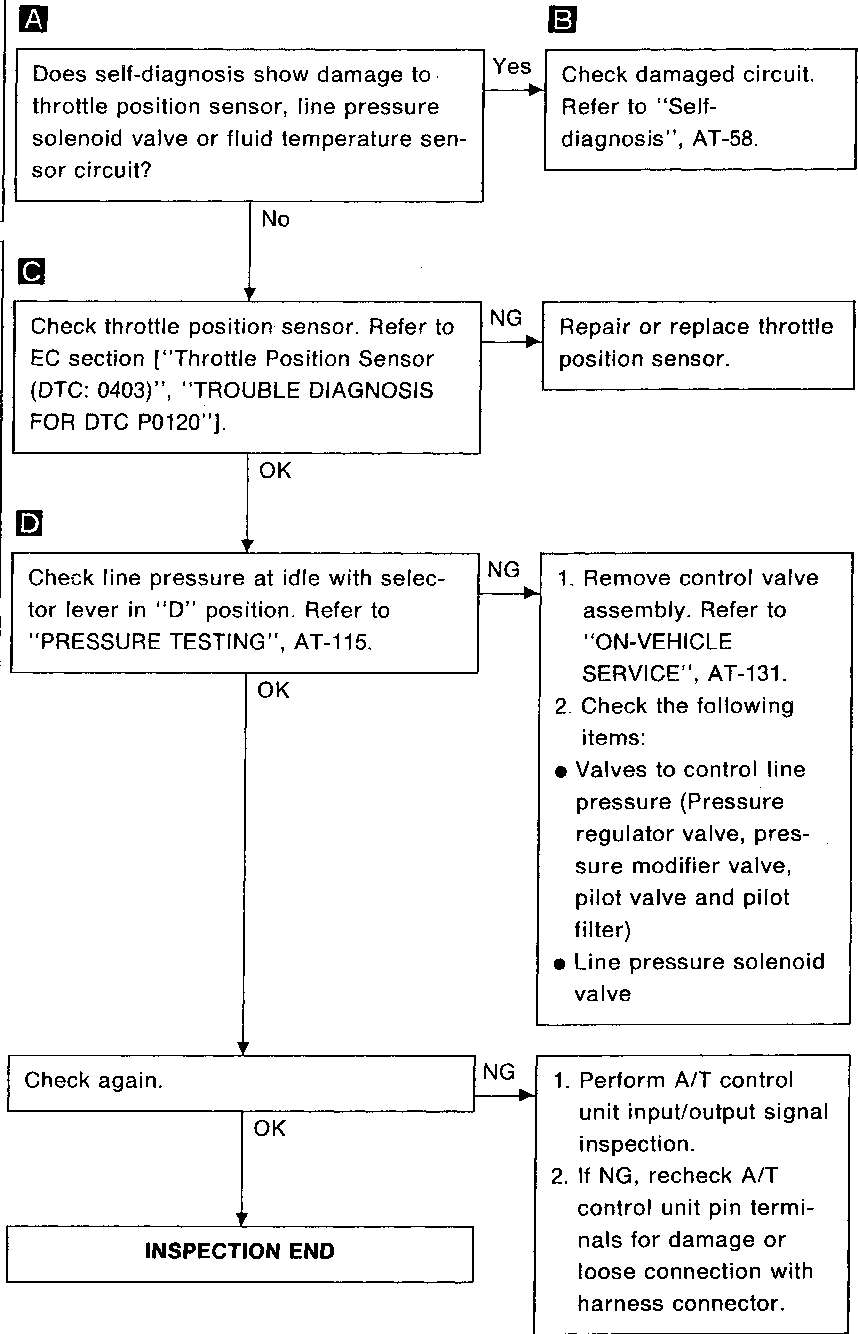 A
Does self-diagnosis show damage to
throttle position sensor, line pressure
solenoid valve or fluid temperature sen-
sor circuit?
Yes
B
Check damaged circuit.
Refer to "Self-
diagnosis", AT-58.
No
C
Check throttle position sensor. Refer to
EC section ["Throttle Position Sensor
(DTC: 0403)", "TROUBLE DIAGNOSIS
FOR DTC P0120"].
NG
Repair or replace throttle
position sensor.
OK
D
Check line pressure at idle with selec-
tor lever in "D" position. Refer to
"PRESSURE TESTING", AT-115.
NG
1. Remove control valve
assembly. Refer to
"ON-VEHICLE
SERVICE", AT-131.
2. Check the following
items:
● Valves to control line
pressure (Pressure
regulator valve, pres-
sure modifier valve,
pilot valve and pilot
filter)
● Line pressure solenoid
valve
OK
Check again.
NG
1. Perform A/T control
unit input/output signal
inspection.
2. If NG, recheck A/T
control unit pin termi-
nals for damage or
loose connection with
harness connector.
OK
INSPECTION END